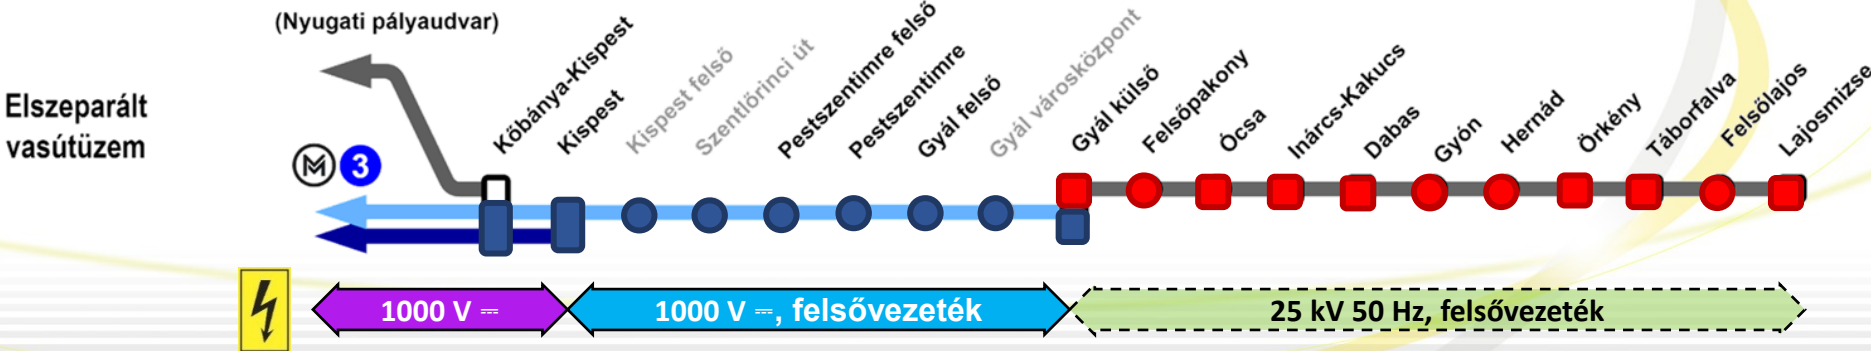 (Nyugati pályaudvar)
Elszeparált
vasútüzem
M 3
Kőbánya-Kispest
Kispest
Kispest felső
Szentlőrinci út
Pestszentimre felső
Pestszentimre
Gyál felső
Gyál városközpont
Gyál külső
Felsőpakony
Ócsa
Inárcs-Kakucs
Dabas
Gyón
Hernád
Örkény
Táborfalva
Felsőlajos
Lajosmizse
1000 V ⎓
1000 V ⎓, felsővezeték
25 kV 50 Hz, felsővezeték